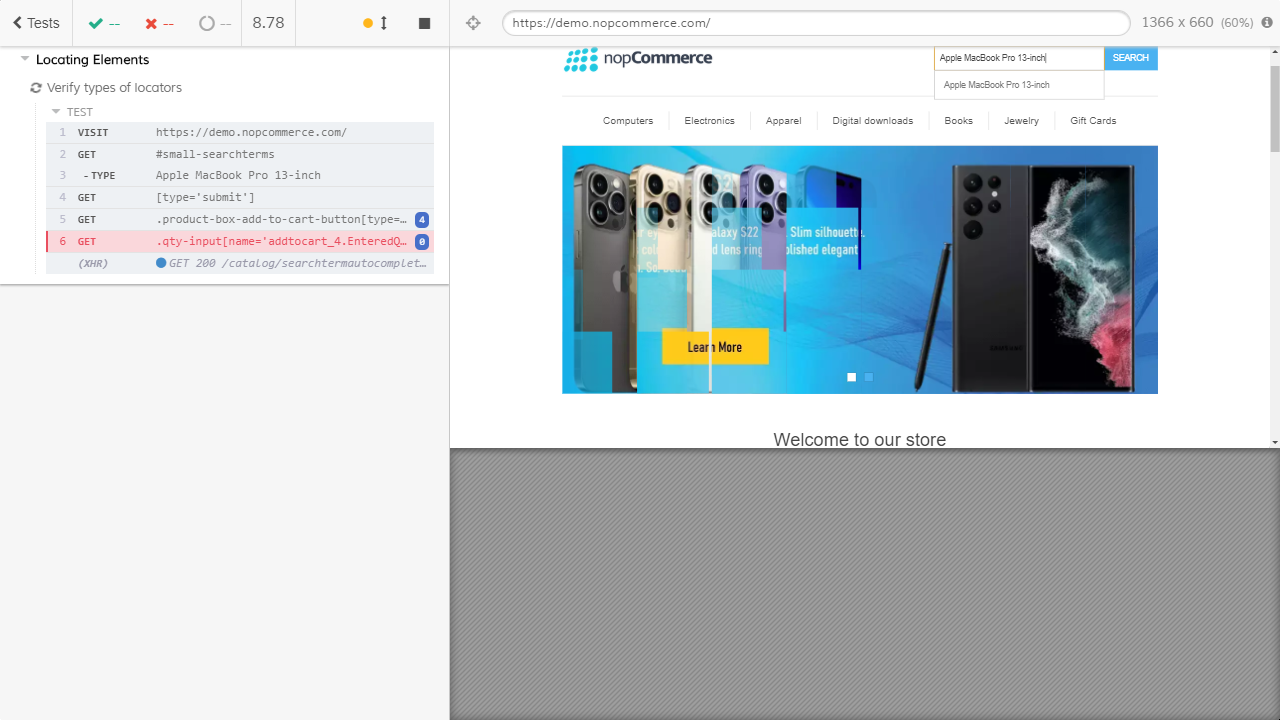 Tests
--
--
--
8.78
https://demo.nopcommerce.com/
1366 x 660 (60%)
Locating Elements
Verify types of locators
TEST
1 VISIT https://demo.nopcommerce.com/
2 GET #small-searchterms
3 -TYPE Apple MacBook Pro 13-inch
4 GET [type='submit']
5 GET .product-box-add-to-cart-button[type=… 4
6 GET .qty-input[name='addtocart_4.EnteredQ… 0
(XHR) GET 200 /catalog/searchtermautocomplet…
nopCommerce
Apple MacBook Pro 13-inch
SEARCH
Apple MacBook Pro 13-inch
Computers
Electronics
Apparel
Digital downloads
Books
Jewelry
Gift Cards
S22
Slim silhouette.
lens ring
olished elegant
Learn More
Welcome to our store